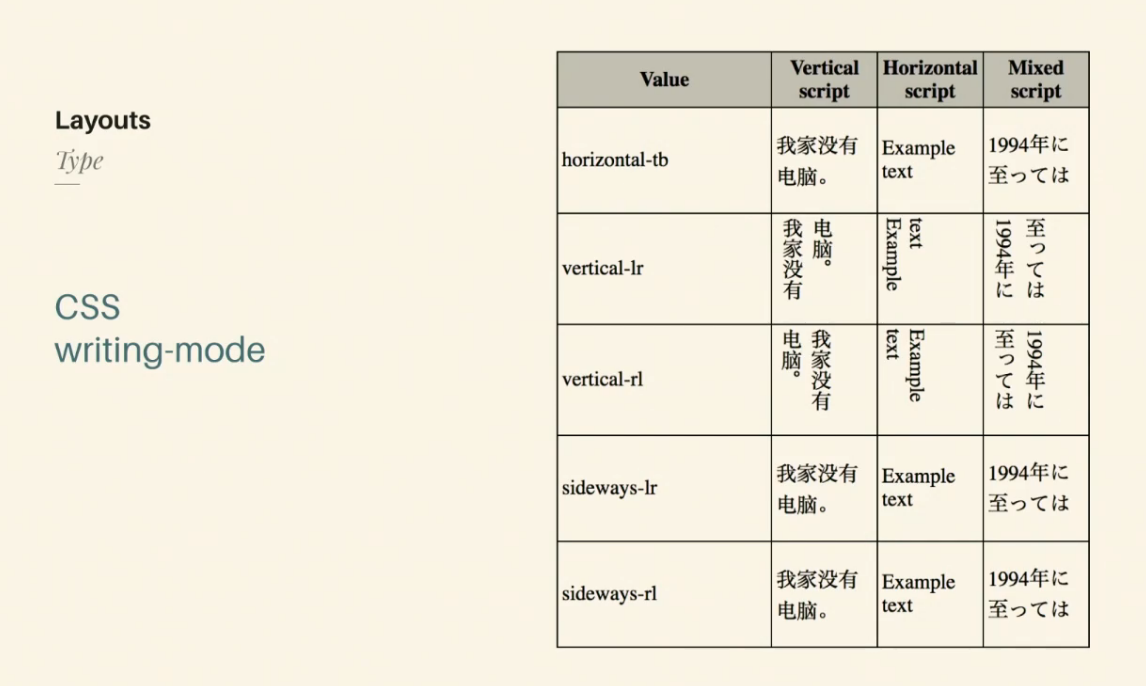 Layouts
Type
CSS
writing-mode
Value
Vertical
script
Horizontal
script
Mixed
script
horizontal-tb
我家没有
电脑。
Example
text
1994年に
至っては
vertical-lr
我家没有
电脑。
Example
text
1994年に
至っては
vertical-rl
我家没有
电脑。
Example
text
1994年に
至っては
sideways-lr
我家没有
电脑。
Example
text
1994年に
至っては
sideways-rl
我家没有
电脑。
Example
text
1994年に
至っては